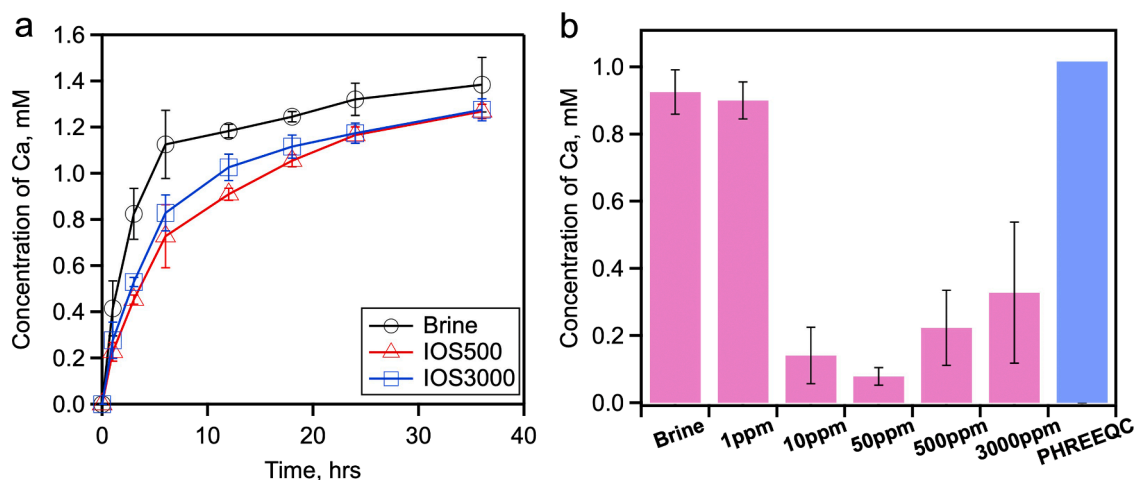 a
1.6
1.4
1.2
1.0
0.8
0.6
0.4
0.2
0.0
Concentration of Ca, mM
0
10
20
30
40
Time, hrs
Brine
IOS500
IOS3000
b
1.0
0.8
0.6
0.4
0.2
0.0
Concentration of Ca, mM
Brine
1ppm
10ppm
50ppm
500ppm
3000ppm
PHREEQC